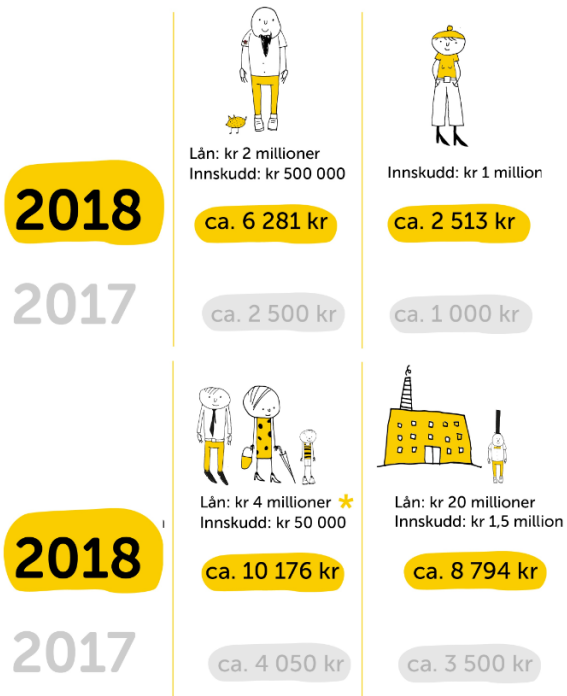 Lån: kr 2 millioner
Innskudd: kr 500 000
Innskudd: kr 1 million
2018
ca. 6 281 kr
ca. 2 513 kr
2017
ca. 2 500 kr
ca. 1 000 kr
Lån: kr 4 millioner *
Innskudd: kr 50 000
Lån: kr 20 millioner
Innskudd: kr 1,5 million
2018
ca. 10 176 kr
ca. 8 794 kr
2017
ca. 4 050 kr
ca. 3 500 kr